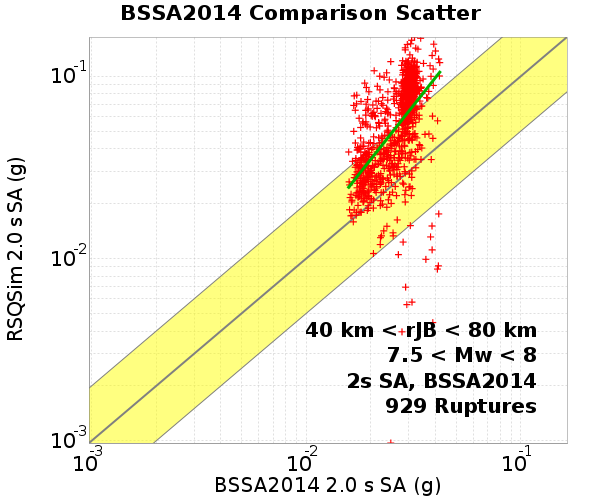 BSSA2014 Comparison Scatter
RSQSim 2.0 s SA (g)
10-1
10-2
10-3
40 km < rJB < 80 km
7.5 < Mw < 8
2s SA, BSSA2014
929 Ruptures
10-3
10-2
10-1
BSSA2014 2.0 s SA (g)